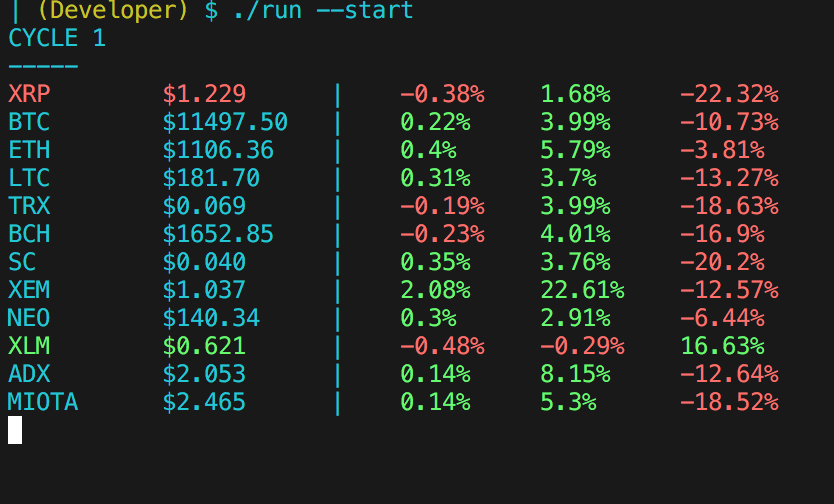 | (Developer) $ ./run --start
CYCLE 1
-----
XRP $1.229 | -0.38% 1.68% -22.32%
BTC $11497.50 | 0.22% 3.99% -10.73%
ETH $1106.36 | 0.4% 5.79% -3.81%
LTC $181.70 | 0.31% 3.7% -13.27%
TRX $0.069 | -0.19% 3.99% -18.63%
BCH $1652.85 | -0.23% 4.01% -16.9%
SC $0.040 | 0.35% 3.76% -20.2%
XEM $1.037 | 2.08% 22.61% -12.57%
NEO $140.34 | 0.3% 2.91% -6.44%
XLM $0.621 | -0.48% -0.29% 16.63%
ADX $2.053 | 0.14% 8.15% -12.64%
MIOTA $2.465 | 0.14% 5.3% -18.52%